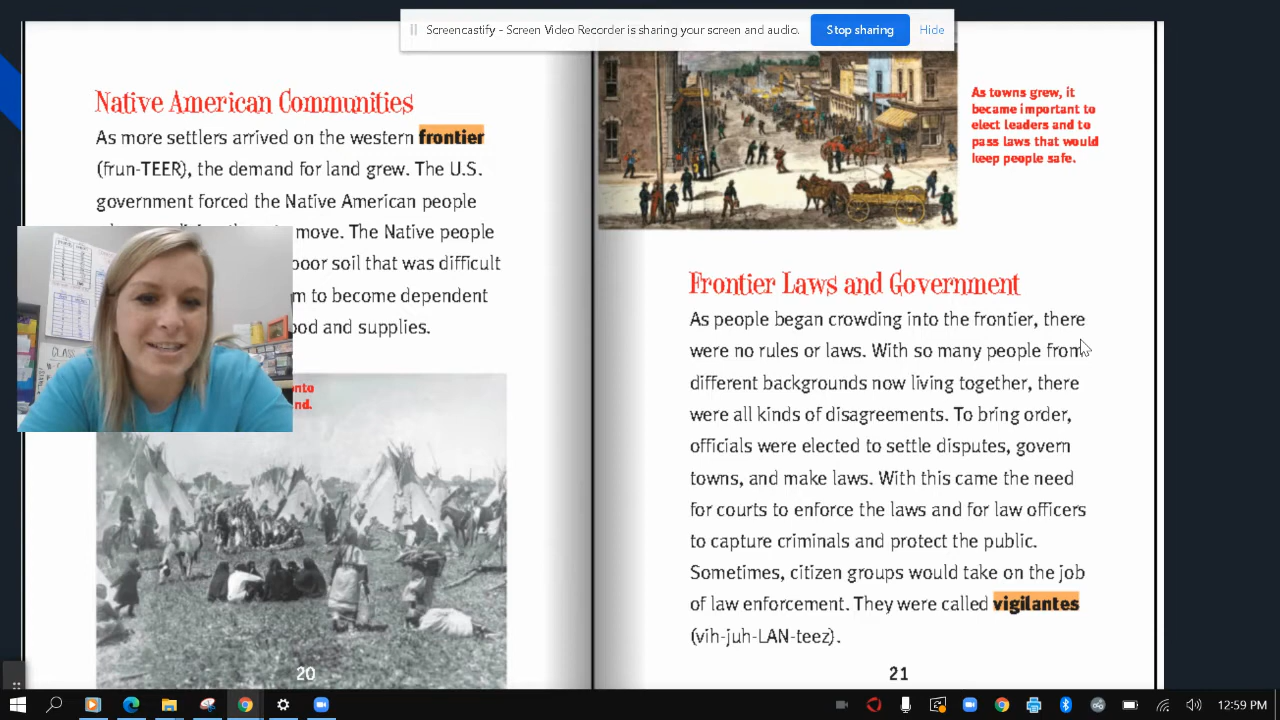 Screencastify - Screen Video Recorder is sharing your screen and audio.
Stop sharing
Hide
Native American Communities
As more settlers arrived on the western frontier
(frun-TEER), the demand for land grew. The U.S.
government forced the Native American people
move. The Native people
poor soil that was difficult
to become dependent
and supplies.
20
As towns grew, it
became important to
elect leaders and to
pass laws that would
keep people safe.
Frontier Laws and Government
As people began crowding into the frontier, there
were no rules or laws. With so many people from
different backgrounds now living together, there
were all kinds of disagreements. To bring order,
officials were elected to settle disputes, govern
towns, and make laws. With this came the need
for courts to enforce the laws and for law officers
to capture criminals and protect the public.
Sometimes, citizen groups would take on the job
of law enforcement. They were called vigilantes
(vih-juh-LAN-teez).
21
12:59 PM